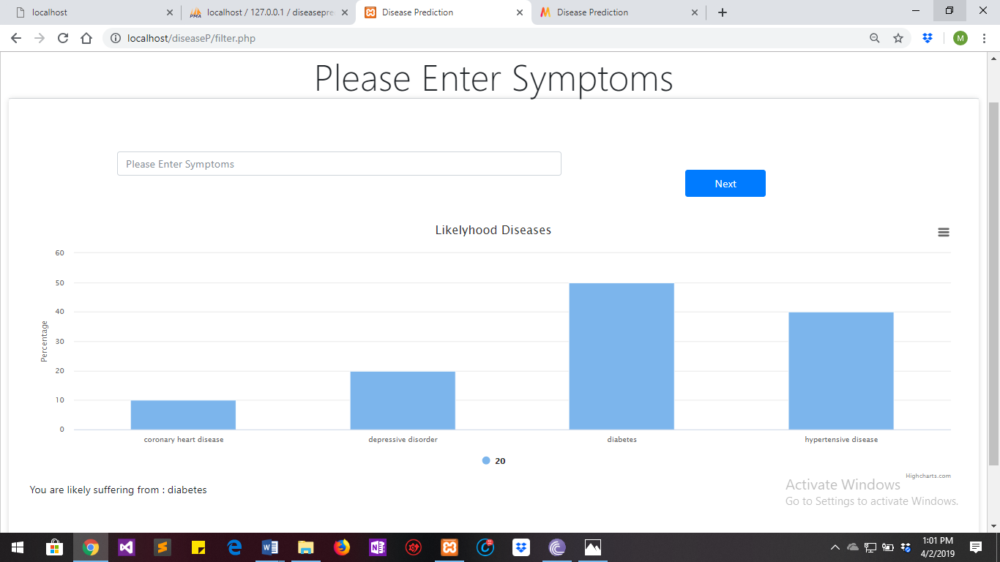 localhost
localhost / 127.0.0.1 / diseasepre
Disease Prediction
Disease Prediction
localhost/diseaseP/filter.php
M
Please Enter Symptoms
Please Enter Symptoms
Next
Likelyhood Diseases
60
50
40
30
20
10
0
Percentage
coronary heart disease
depressive disorder
diabetes
hypertensive disease
20
Highcharts.com
You are likely suffering from : diabetes
Activate Windows
Go to Settings to activate Windows.
1:01 PM
4/2/2019